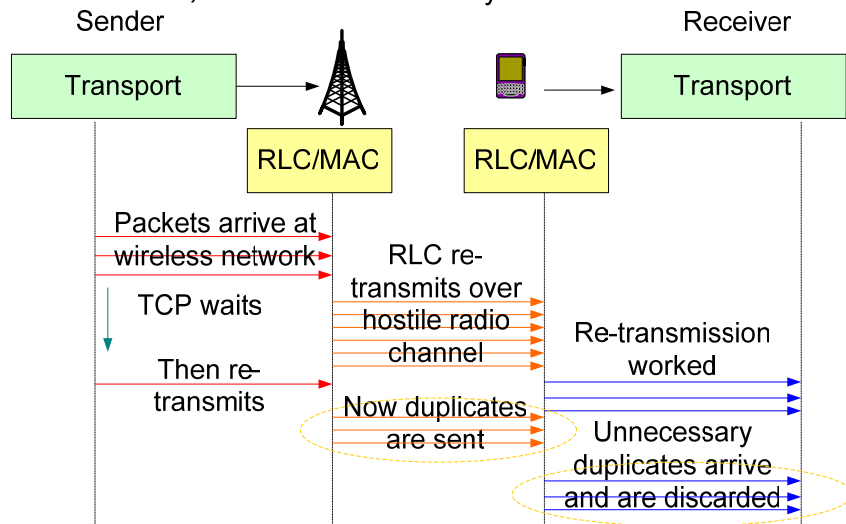 Sender
Receiver
Transport
Transport
RLC/MAC
RLC/MAC
Packets arrive at
wireless network
RLC re-
transmits over
hostile radio
channel
TCP waits
Re-transmission
worked
Then re-
transmits
Now duplicates
are sent
Unnecessary
duplicates arrive
and are discarded